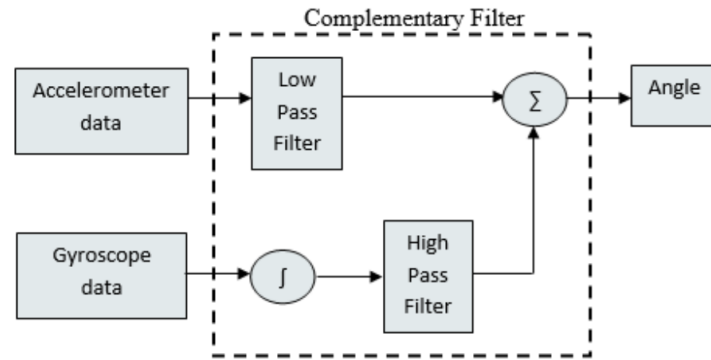 Complementary Filter
Accelerometer
data
Low
Pass
Filter
∑
Angle
Gyroscope
data
∫
High
Pass
Filter